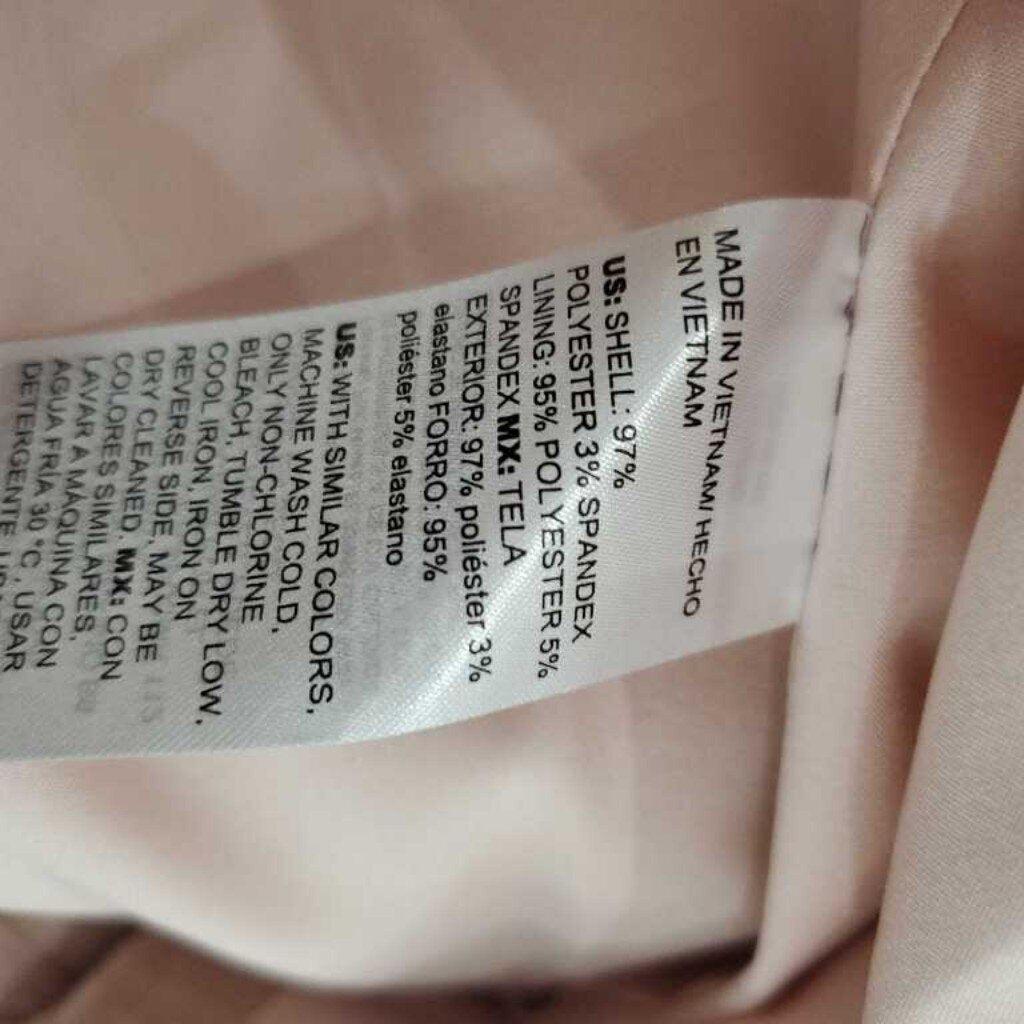 MADE IN VIETNAM/ HECHO
EN VIETNAM
US: SHELL: 97%
POLYESTER 3% SPANDEX
LINING: 95% POLYESTER 5%
SPANDEX MX: TELA
EXTERIOR: 97% poliéster 3%
elastano FORRO: 95%
poliéster 5% elastano
US: WITH SIMILAR COLORS,
MACHINE WASH COLD,
ONLY NON-CHLORINE
BLEACH, TUMBLE DRY LOW,
COOL IRON, IRON ON
REVERSE SIDE, MAY BE
DRY CLEANED. MX: CON
COLORES SIMILARES,
LAVAR A MÁQUINA CON
AGUA FRÍA 30 °C, USAR
DETERGENTE